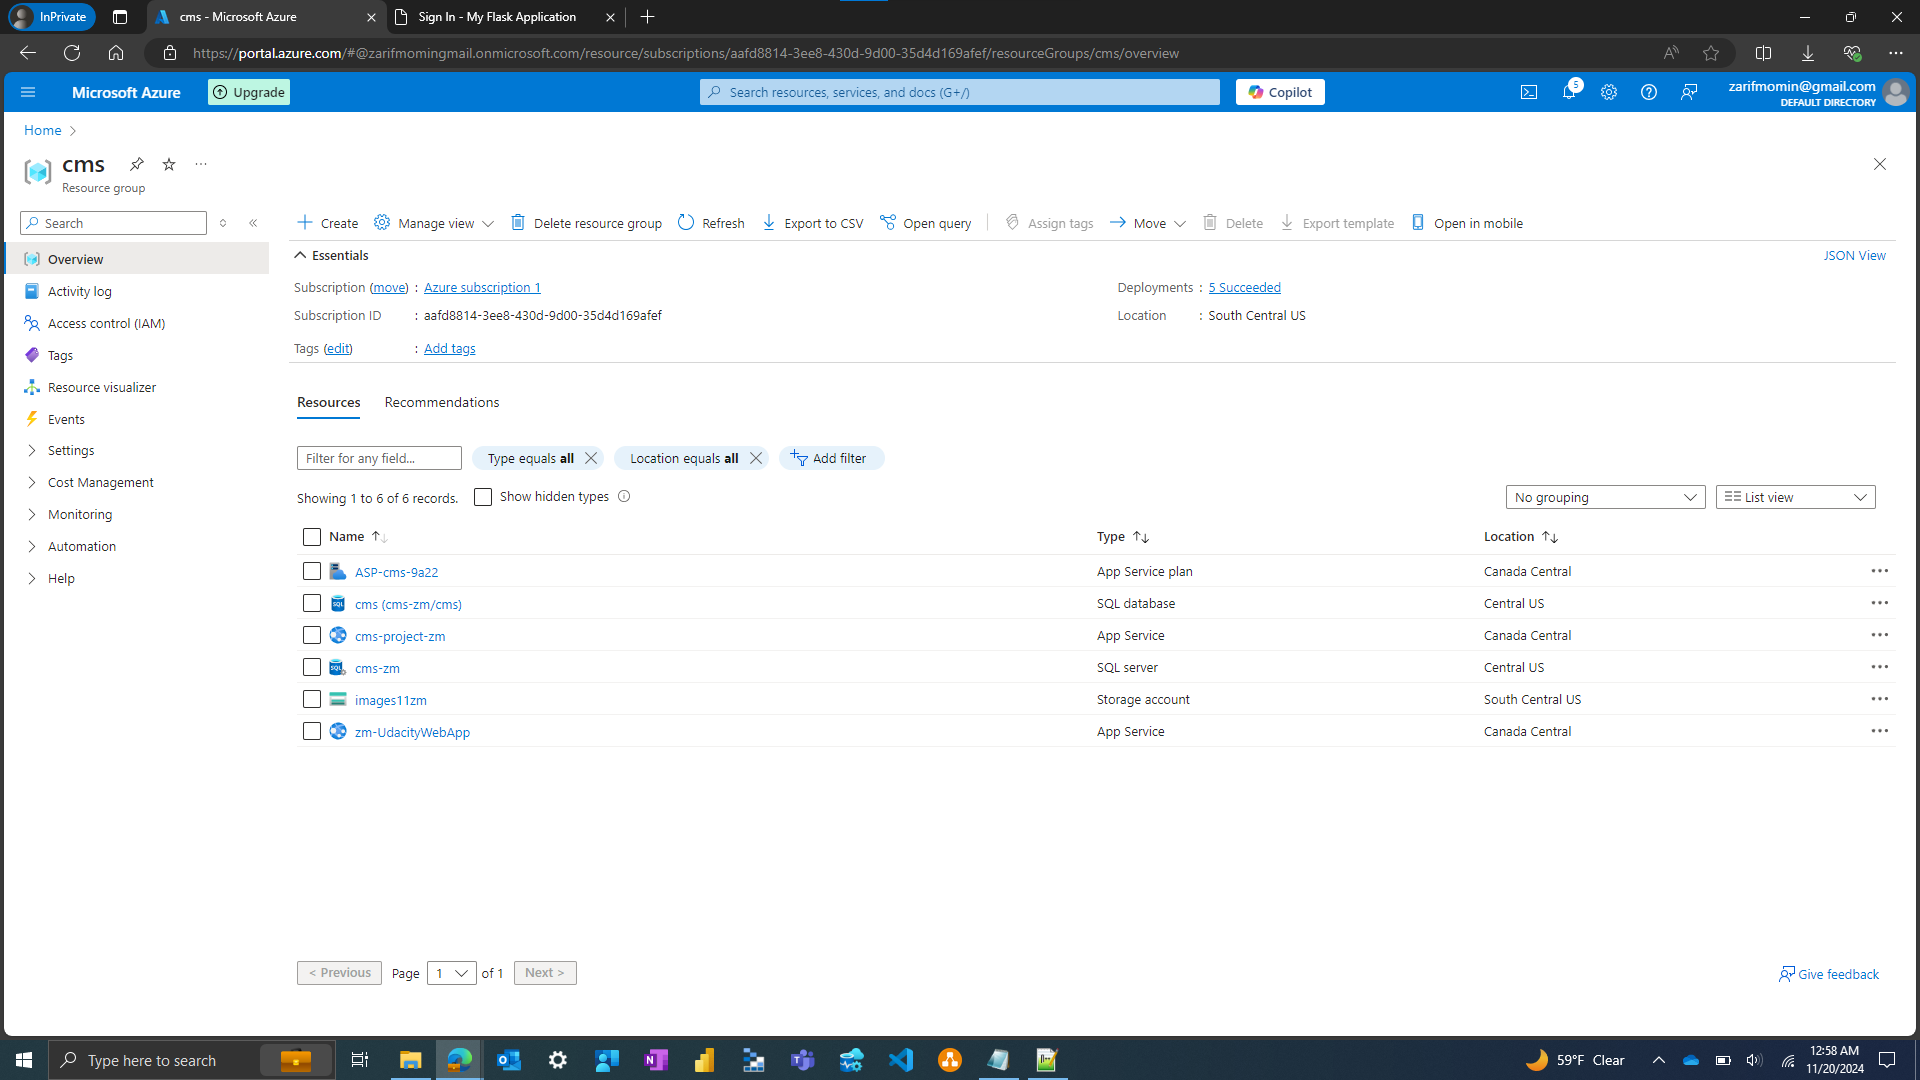 InPrivate
cms - Microsoft Azure
Sign In - My Flask Application
https://portal.azure.com/#@zarifmomingmail.onmicrosoft.com/resource/subscriptions/aafd8814-3ee8-430d-9d00-35d4d169afef/resourceGroups/cms/overview
Microsoft Azure
Upgrade
Search resources, services, and docs (G+/)
Copilot
5
zarifmomin@gmail.com
DEFAULT DIRECTORY
Home
cms
Resource group
Search
Overview
Activity log
Access control (IAM)
Tags
Resource visualizer
Events
Settings
Cost Management
Monitoring
Automation
Help
Create Manage view Delete resource group Refresh Export to CSV Open query Assign tags Move Delete Export template Open in mobile
Essentials
JSON View
Subscription (move) : Azure subscription 1
Subscription ID : aafd8814-3ee8-430d-9d00-35d4d169afef
Tags (edit) : Add tags
Deployments : 5 Succeeded
Location : South Central US
Resources Recommendations
Filter for any field...
Type equals all
Location equals all
Add filter
Showing 1 to 6 of 6 records.
Show hidden types
No grouping
List view
Name Type Location
ASP-cms-9a22 App Service plan Canada Central
cms (cms-zm/cms) SQL database Central US
cms-project-zm App Service Canada Central
cms-zm SQL server Central US
images11zm Storage account South Central US
zm-UdacityWebApp App Service Canada Central
< Previous Page 1 of 1 Next >
Give feedback
Type here to search
59°F Clear
12:58 AM
11/20/2024